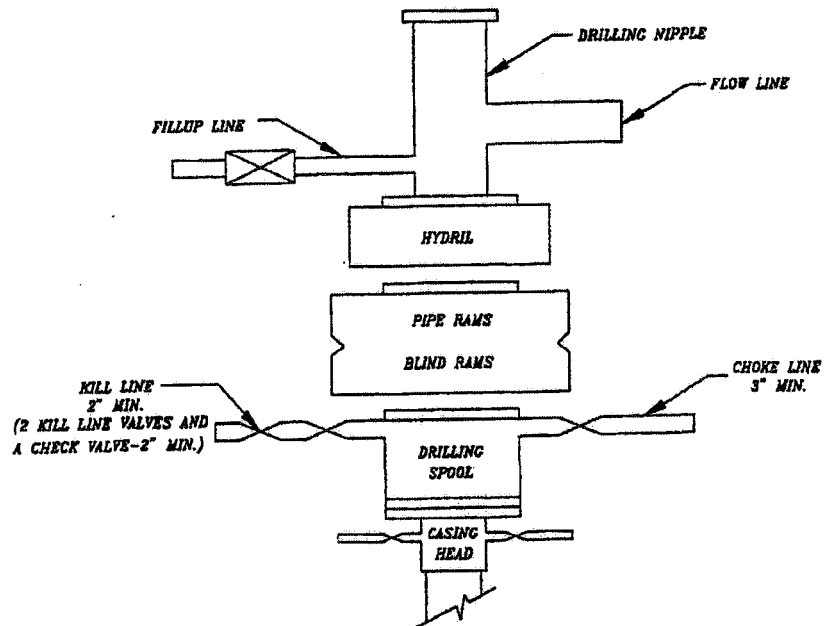 DRILLING NIPPLE
FLOW LINE
FILLUP LINE
HYDRIL
PIPE RAMS
BLIND RAMS
CHOKE LINE
3" MIN.
KILL LINE
2" MIN.
(2 KILL LINE VALVES AND
A CHECK VALVE-2" MIN.)
DRILLING
SPOOL
CASING
HEAD